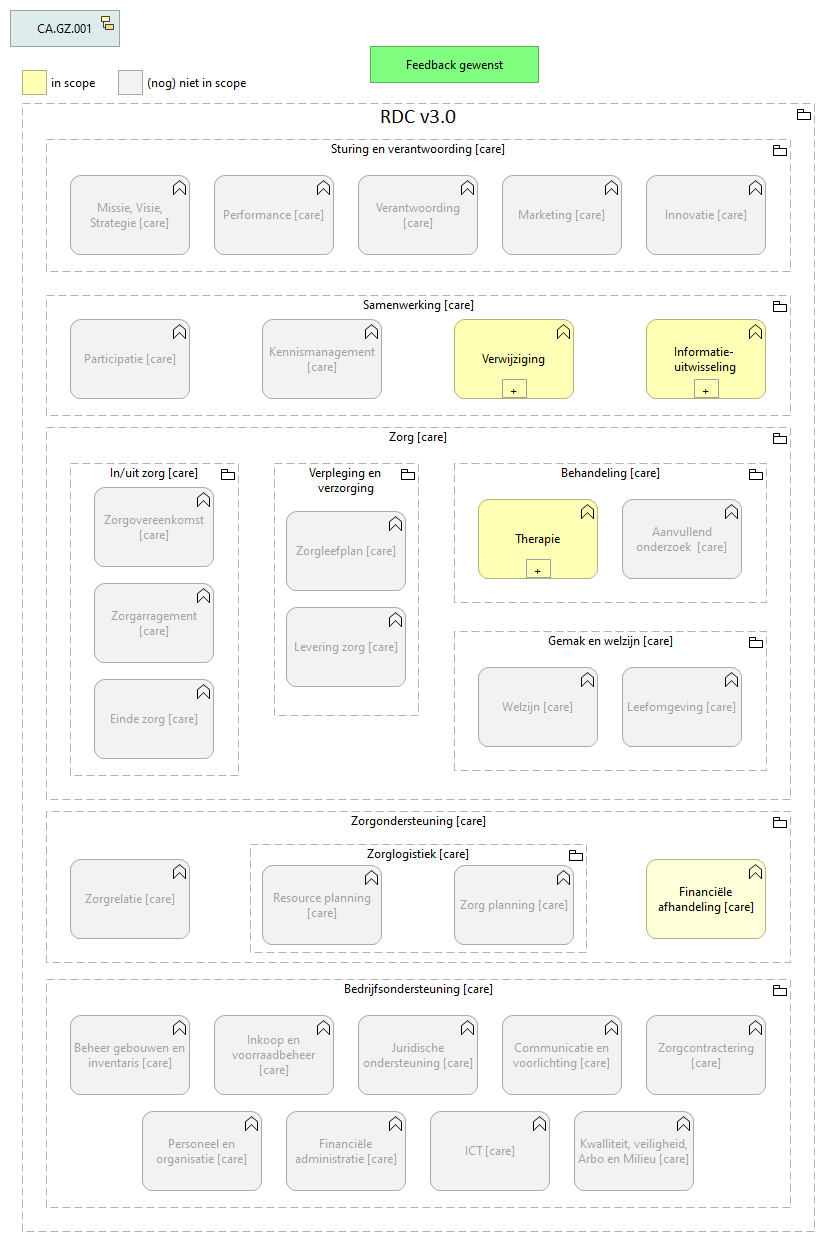 CA.GZ.001
Feedback gewenst
in scope
(nog) niet in scope
RDC v3.0
Sturing en verantwoording [care]
Missie, Visie,
Strategie [care]
Performance [care]
Verantwoording
[care]
Marketing [care]
Innovatie [care]
Samenwerking [care]
Participatie [care]
Kennismanagement
[care]
Verwijziging
+
Informatie-
uitwisseling
+
Zorg [care]
In/uit zorg [care]
Zorgovereenkomst
[care]
Zorgarragement
[care]
Einde zorg [care]
Verpleging en
verzorging
Zorgleefplan [care]
Levering zorg [care]
Behandeling [care]
Therapie
+
Aanvullend
onderzoek [care]
Gemak en welzijn [care]
Welzijn [care]
Leefomgeving [care]
Zorgondersteuning [care]
Zorgrelatie [care]
Zorglogistiek [care]
Resource planning
[care]
Zorg planning [care]
Financiële
afhandeling [care]
Bedrijfsondersteuning [care]
Beheer gebouwen en
inventaris [care]
Inkoop en
voorraadbeheer
[care]
Juridische
ondersteuning [care]
Communicatie en
voorlichting [care]
Zorgcontractering
[care]
Personeel en
organisatie [care]
Financiële
administratie [care]
ICT [care]
Kwalliteit, veiligheid,
Arbo en Milieu [care]